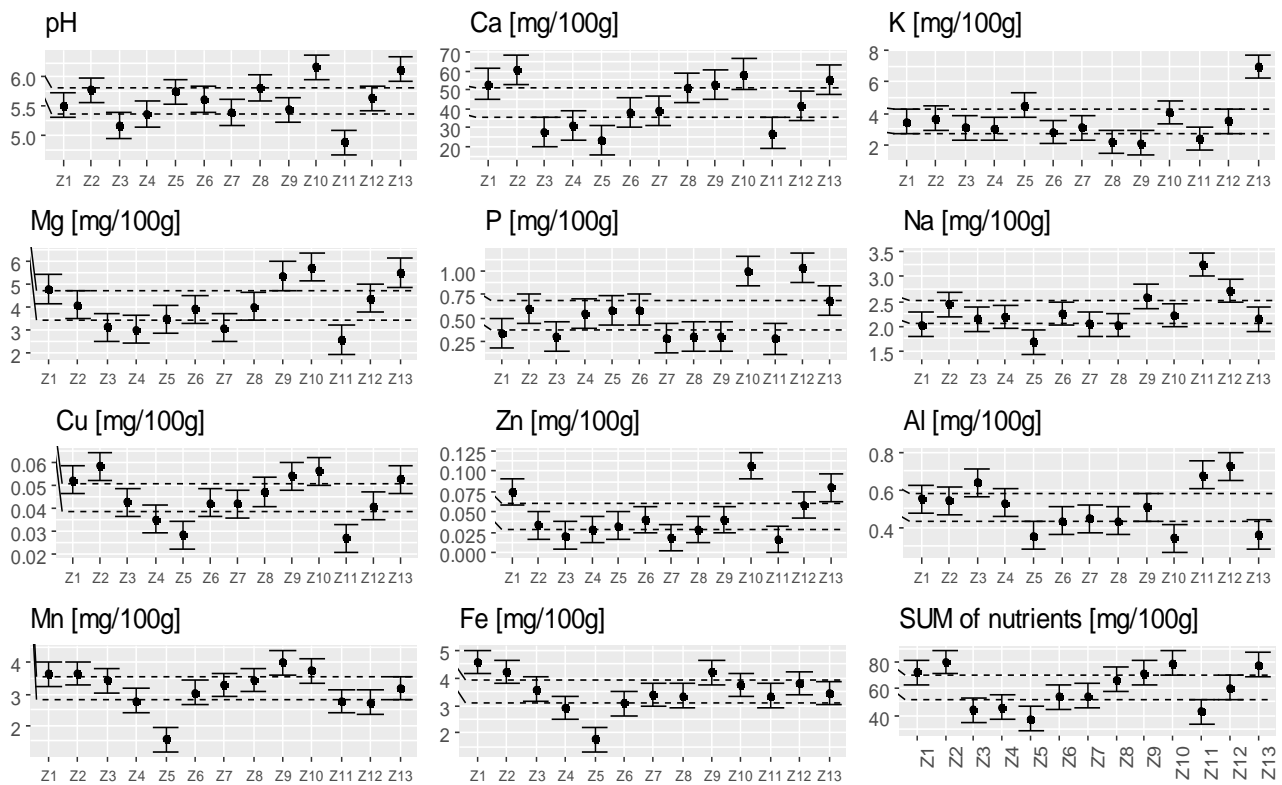 pH
6.0
5.5
5.0
Z1 Z2 Z3 Z4 Z5 Z6 Z7 Z8 Z9 Z10 Z11 Z12 Z13
Ca [mg/100g]
70
60
50
40
30
20
Z1 Z2 Z3 Z4 Z5 Z6 Z7 Z8 Z9 Z10 Z11 Z12 Z13
K [mg/100g]
8
6
4
2
Z1 Z2 Z3 Z4 Z5 Z6 Z7 Z8 Z9 Z10 Z11 Z12 Z13
Mg [mg/100g]
6
5
4
3
2
Z1 Z2 Z3 Z4 Z5 Z6 Z7 Z8 Z9 Z10 Z11 Z12 Z13
P [mg/100g]
1.00
0.75
0.50
0.25
Z1 Z2 Z3 Z4 Z5 Z6 Z7 Z8 Z9 Z10 Z11 Z12 Z13
Na [mg/100g]
3.5
3.0
2.5
2.0
1.5
Z1 Z2 Z3 Z4 Z5 Z6 Z7 Z8 Z9 Z10 Z11 Z12 Z13
Cu [mg/100g]
0.06
0.05
0.04
0.03
0.02
Z1 Z2 Z3 Z4 Z5 Z6 Z7 Z8 Z9 Z10 Z11 Z12 Z13
Zn [mg/100g]
0.125
0.100
0.075
0.050
0.025
0.000
Z1 Z2 Z3 Z4 Z5 Z6 Z7 Z8 Z9 Z10 Z11 Z12 Z13
Al [mg/100g]
0.8
0.6
0.4
Z1 Z2 Z3 Z4 Z5 Z6 Z7 Z8 Z9 Z10 Z11 Z12 Z13
Mn [mg/100g]
4
3
2
Z1 Z2 Z3 Z4 Z5 Z6 Z7 Z8 Z9 Z10 Z11 Z12 Z13
Fe [mg/100g]
5
4
3
2
Z1 Z2 Z3 Z4 Z5 Z6 Z7 Z8 Z9 Z10 Z11 Z12 Z13
SUM of nutrients [mg/100g]
80
60
40
Z1 Z2 Z3 Z4 Z5 Z6 Z7 Z8 Z9 Z10 Z11 Z12 Z13